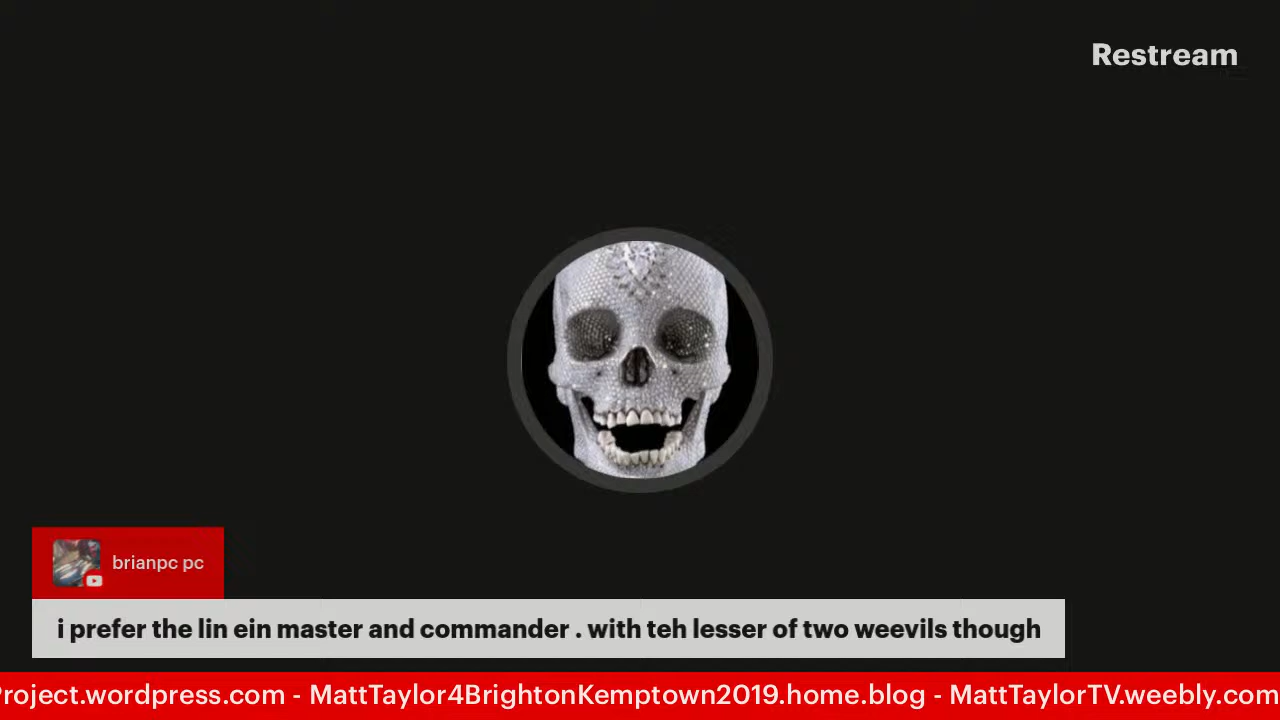 Restream
brianpc pc
i prefer the lin ein master and commander . with teh lesser of two weevils though
Project.wordpress.com - MattTaylor4BrightonKemptown2019.home.blog - MattTaylorTV.weebly.com